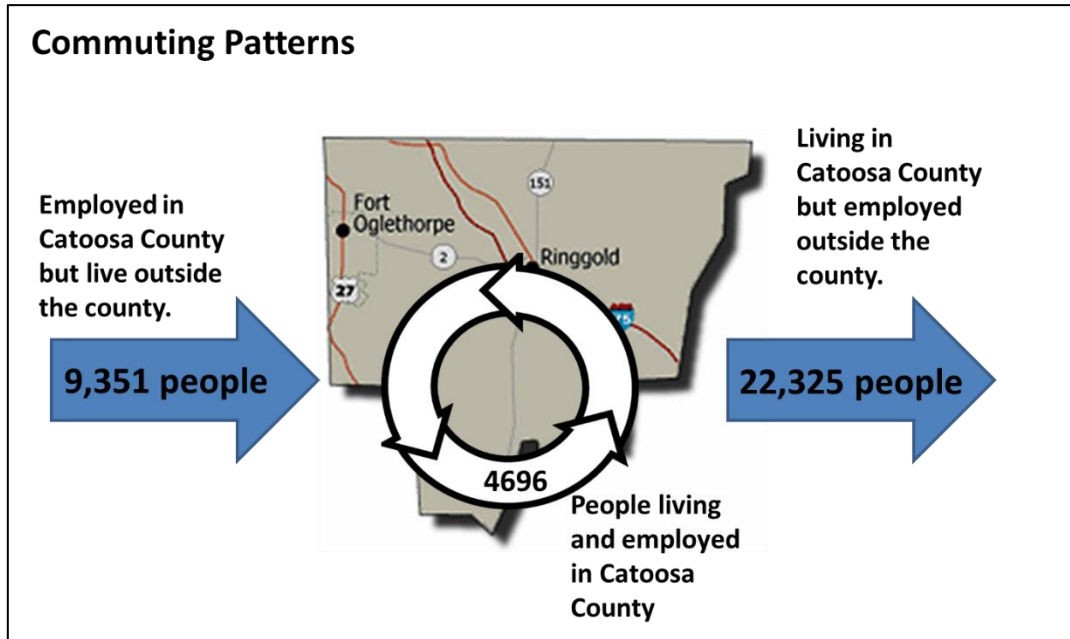 Commuting Patterns
Employed in
Catoosa County
but live outside
the county.
9,351 people
Fort
Oglethorpe
151
2
Ringgold
27
75
4696
People living
and employed
in Catoosa
County
Living in
Catoosa County
but employed
outside the
county.
22,325 people